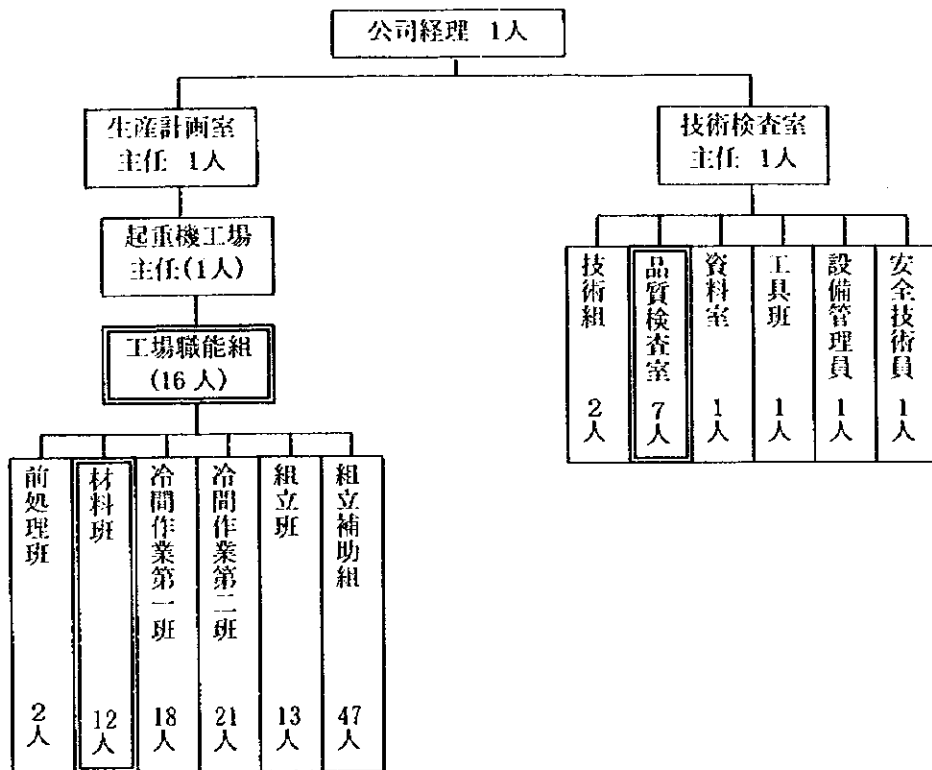 公司経理 1人
生産計画室
主任 1人
技術検査室
主任 1人
起重機工場
主任(1人)
工場職能組
(16人)
技術組 2人
品質検査室 7人
資料室 1人
工具班 1人
設備管理員 1人
安全技術員 1人
前処理班 2人
材料班 12人
冷間作業第一班 18人
冷間作業第二班 21人
組立班 13人
組立補助組 47人